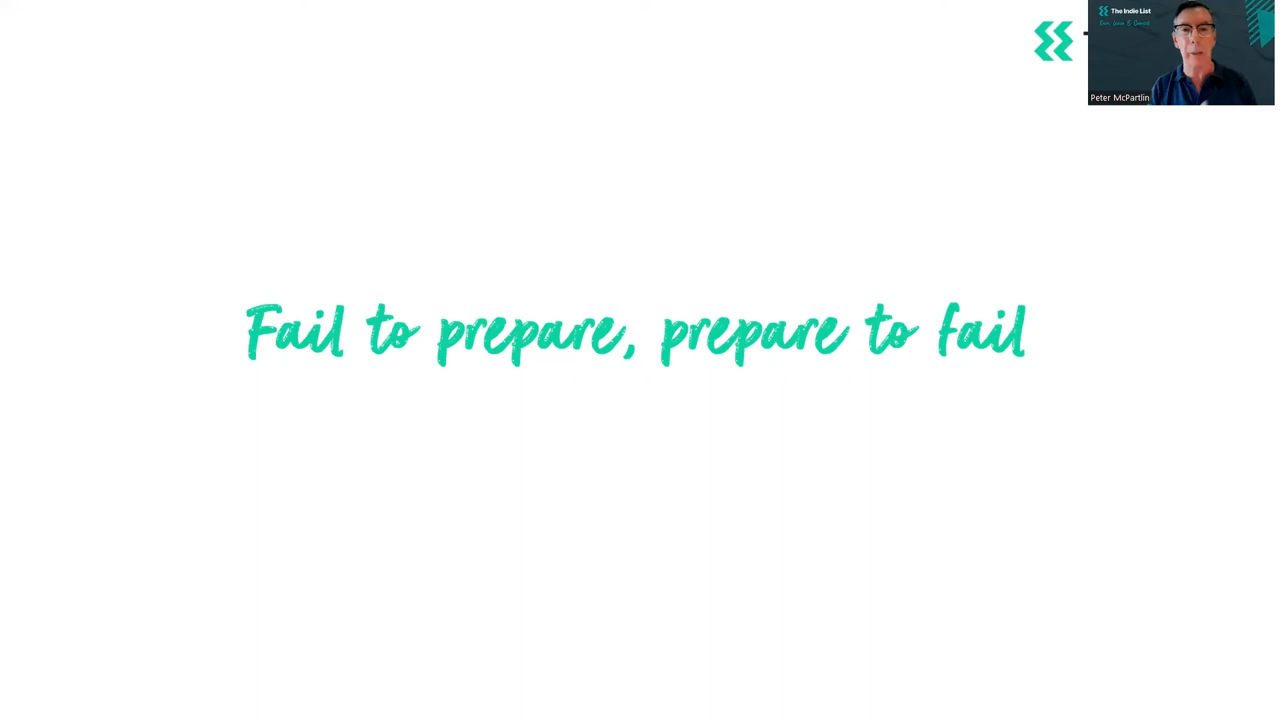 The Indie List
Peter McPartlin
Fail to prepare, prepare to fail